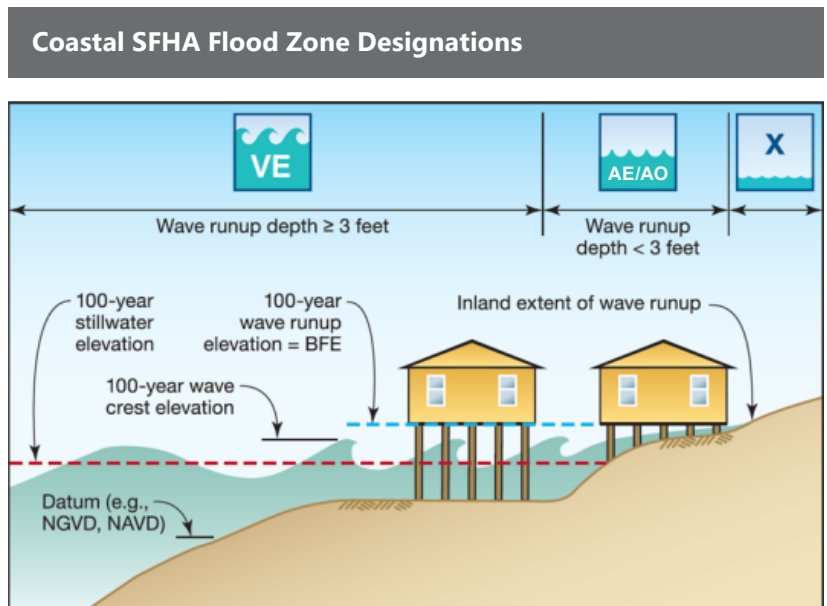 Coastal SFHA Flood Zone Designations
VE
AE/AO
X
Wave runup depth ≥ 3 feet
Wave runup
depth < 3 feet
100-year
stillwater
elevation
100-year
wave runup
elevation = BFE
Inland extent of wave runup
100-year wave
crest elevation
Datum (e.g.,
NGVD, NAVD)